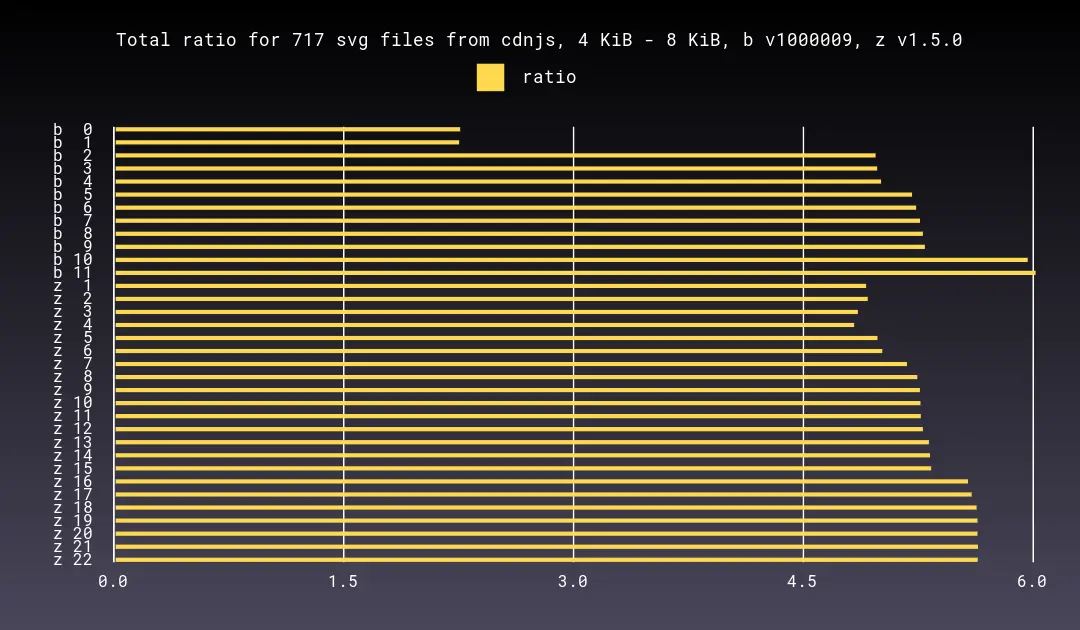 Total ratio for 717 svg files from cdnjs, 4 KiB - 8 KiB, b v1000009, z v1.5.0
ratio
b 0
b 1
b 2
b 3
b 4
b 5
b 6
b 7
b 8
b 9
b 10
b 11
z 1
z 2
z 3
z 4
z 5
z 6
z 7
z 8
z 9
z 10
z 11
z 12
z 13
z 14
z 15
z 16
z 17
z 18
z 19
z 20
z 21
z 22
0.0 1.5 3.0 4.5 6.0